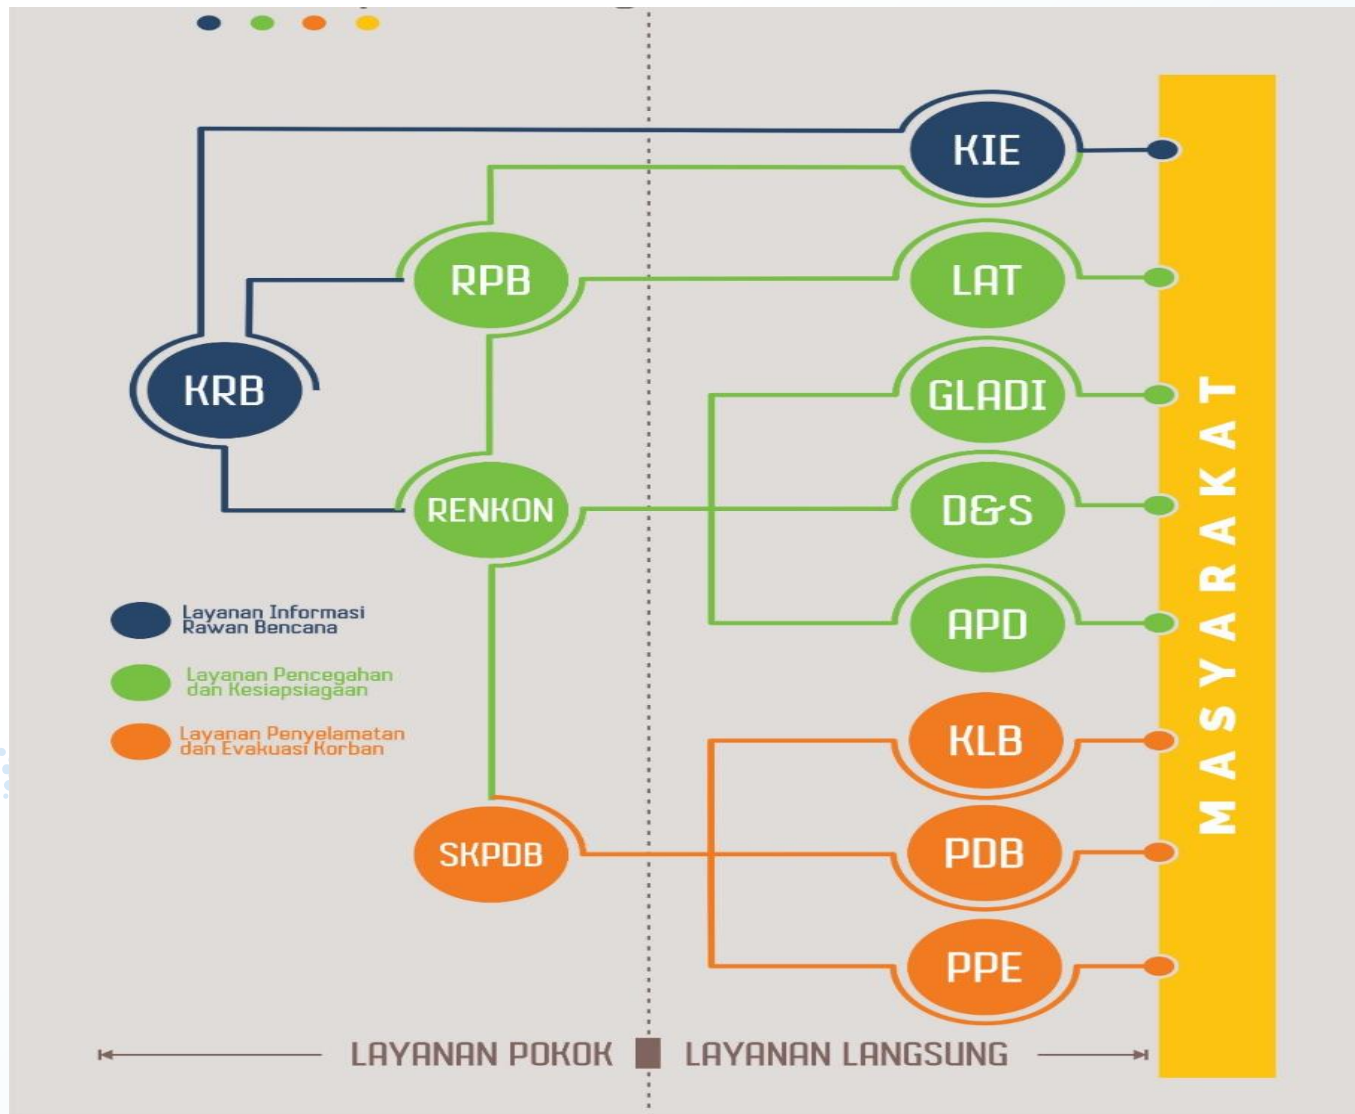 KIE
RPB
LAT
KRB
GLADI
RENKON
D&S
APD
Layanan Informasi
Rawan Bencana
Layanan Pencegahan
dan Kesiapsiagaan
Layanan Penyelamatan
dan Evakuasi Korban
KLB
SKPDB
PDB
PPE
MASYARAKAT
LAYANAN POKOK
LAYANAN LANGSUNG